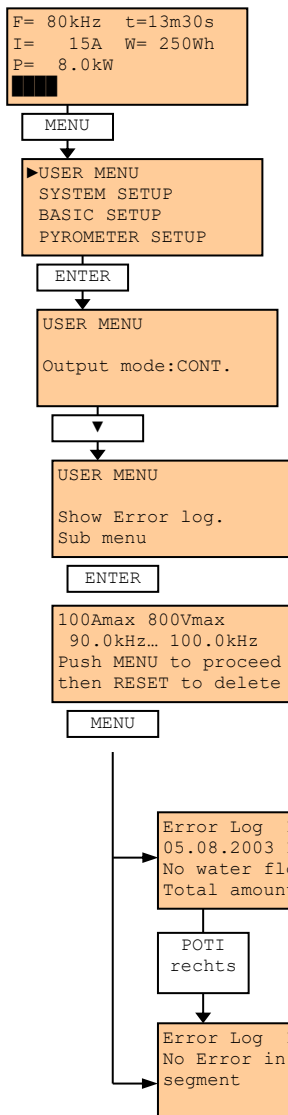 F= 80kHz t=13m30s
I= 15A W= 250Wh
P= 8.0kW
MENU
►USER MENU
SYSTEM SETUP
BASIC SETUP
PYROMETER SETUP
ENTER
USER MENU
Output mode:CONT.
▼
USER MENU
Show Error log.
Sub menu
ENTER
100Amax 800Vmax
90.0kHz… 100.0kHz
Push MENU to proceed
then RESET to delete
MENU
Error Log
05.08.2003
No water
Total
POTI
rechts
Error Log
No Error in
segment